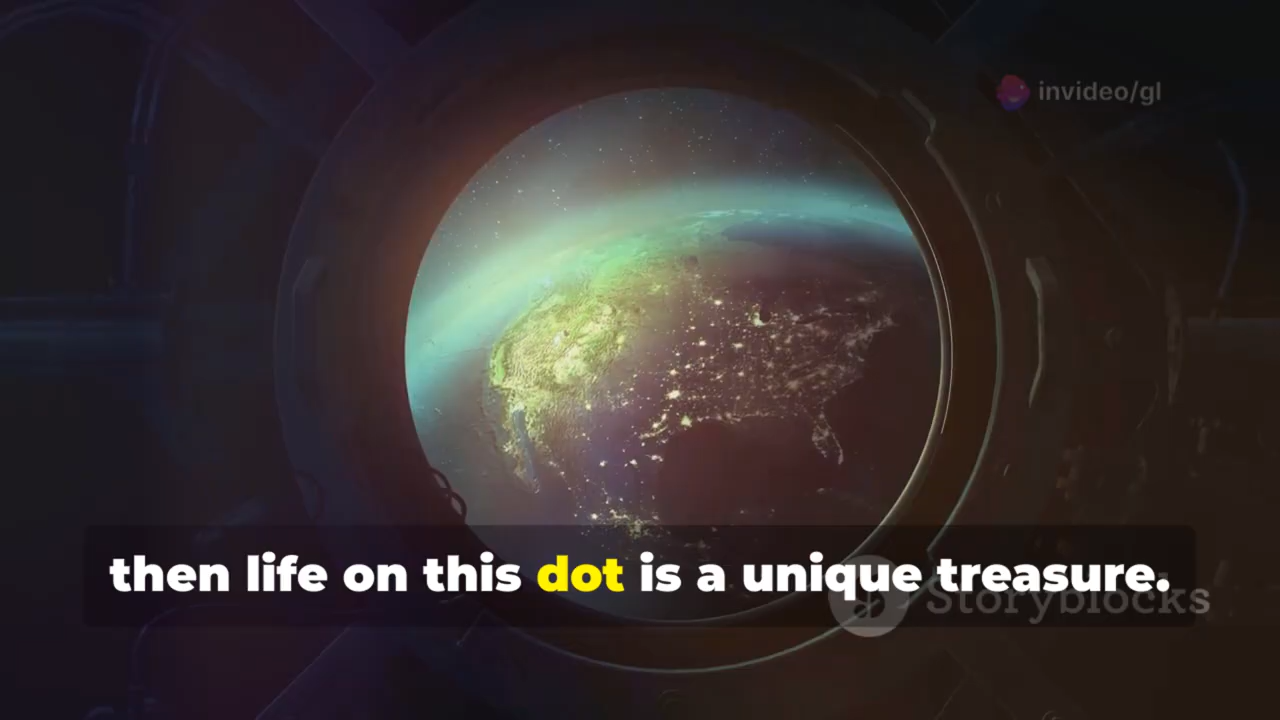 invideo/gl
then life on this dot is a unique treasure.
Storyblocks